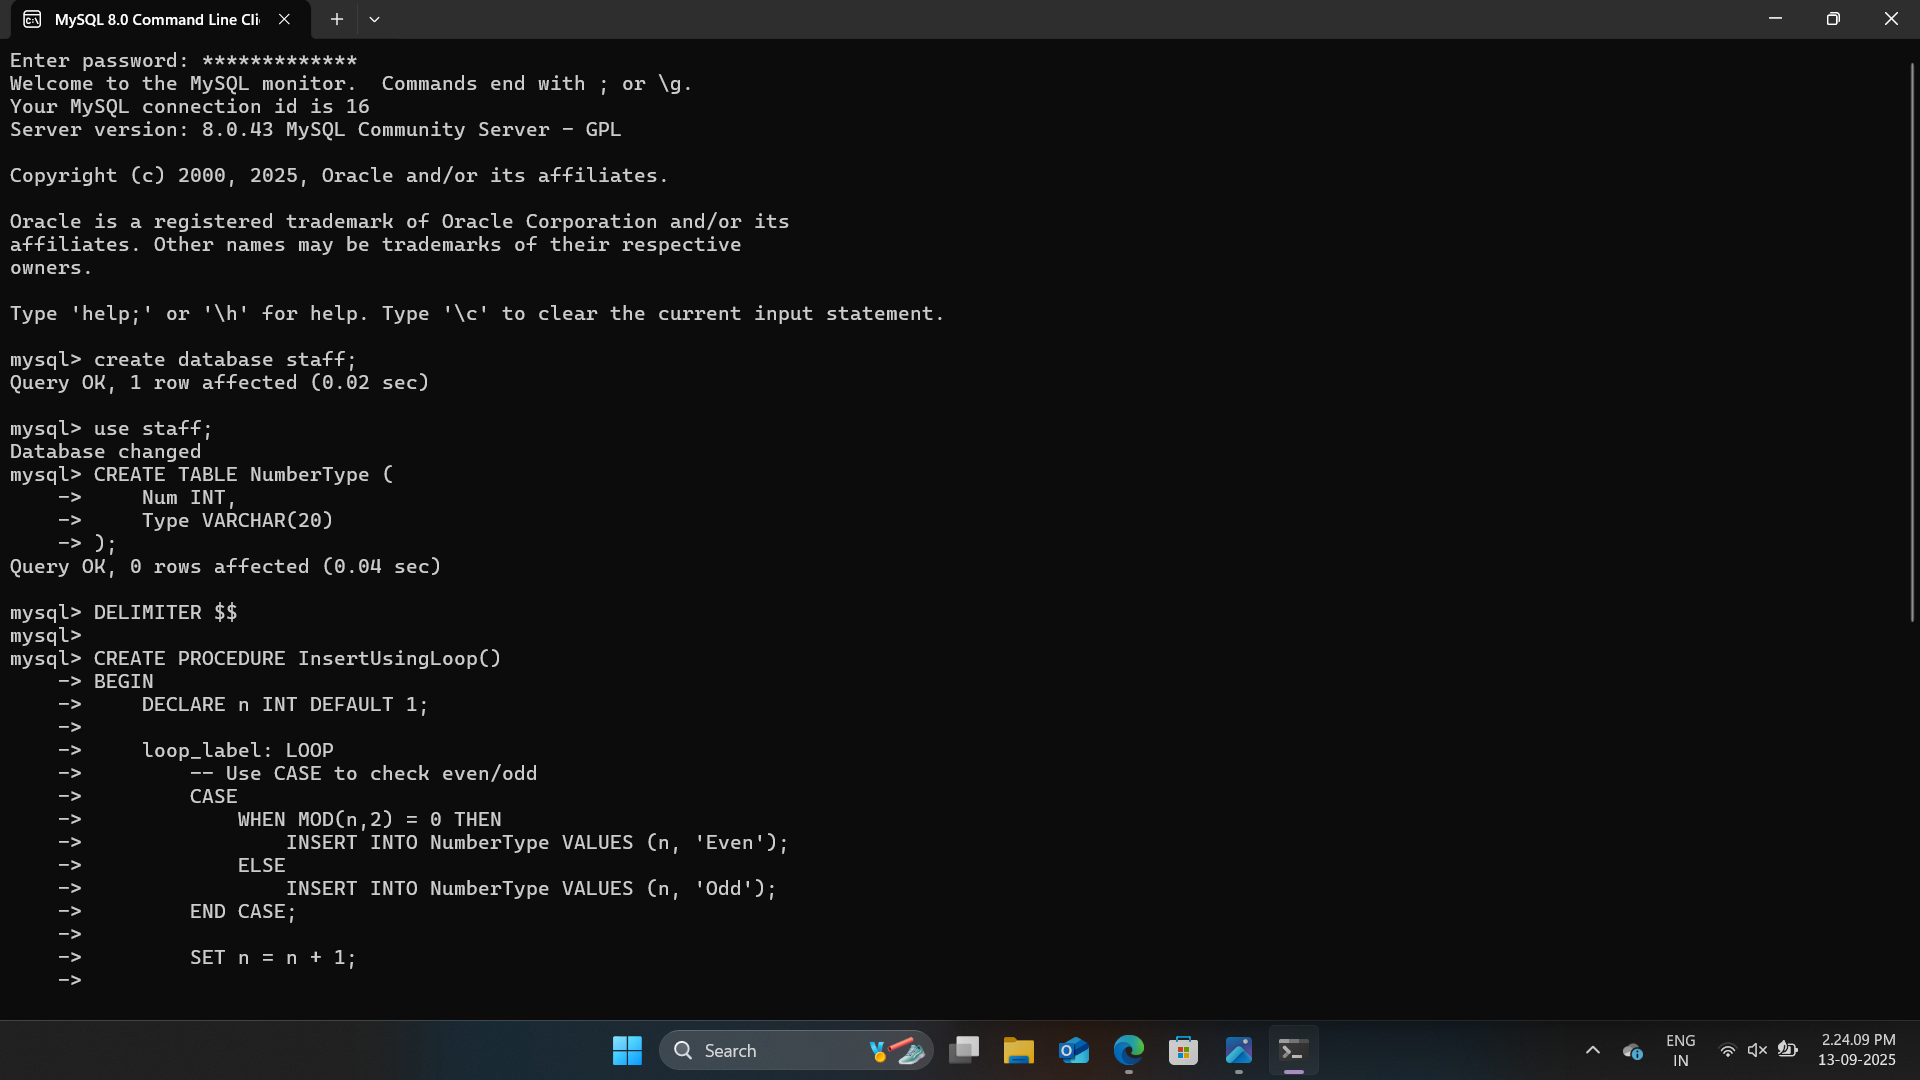 MySQL 8.0 Command Line Cli
Enter password: *************
Welcome to the MySQL monitor.  Commands end with ; or \g.
Your MySQL connection id is 16
Server version: 8.0.43 MySQL Community Server - GPL
Copyright (c) 2000, 2025, Oracle and/or its affiliates.
Oracle is a registered trademark of Oracle Corporation and/or its
affiliates. Other names may be trademarks of their respective
owners.
Type 'help;' or '\h' for help. Type '\c' to clear the current input statement.
mysql> create database staff;
Query OK, 1 row affected (0.02 sec)
mysql> use staff;
Database changed
mysql> CREATE TABLE NumberType (
    ->     Num INT,
    ->     Type VARCHAR(20)
    -> );
Query OK, 0 rows affected (0.04 sec)
mysql> DELIMITER $$
mysql>
mysql> CREATE PROCEDURE InsertUsingLoop()
    -> BEGIN
    ->     DECLARE n INT DEFAULT 1;
    ->
    ->     loop_label: LOOP
    ->         -- Use CASE to check even/odd
    ->         CASE
    ->             WHEN MOD(n,2) = 0 THEN
    ->                 INSERT INTO NumberType VALUES (n, 'Even');
    ->             ELSE
    ->                 INSERT INTO NumberType VALUES (n, 'Odd');
    ->         END CASE;
    ->
    ->         SET n = n + 1;
    ->
Search
ENG
IN
2.24.09 PM
13-09-2025